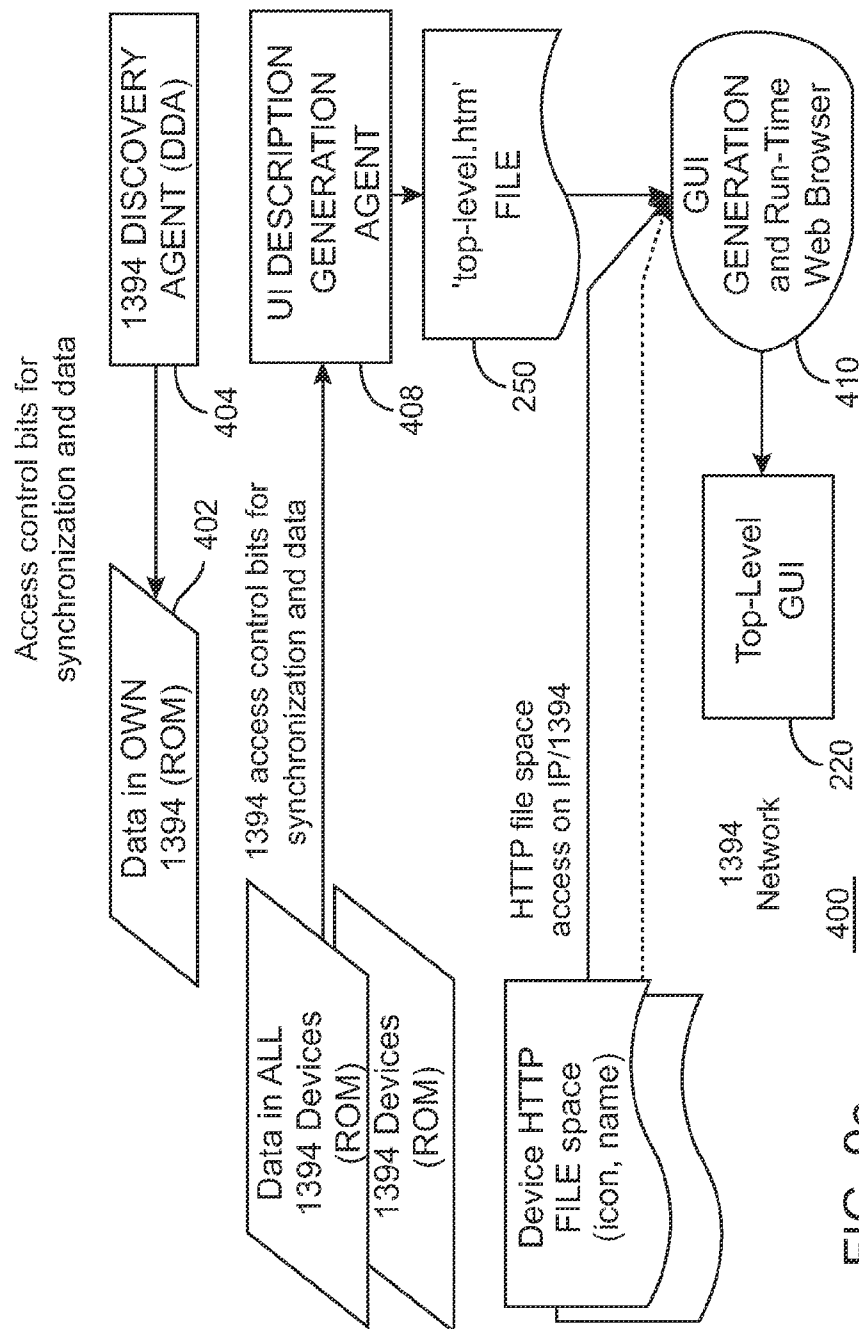 Access control bits for
synchronization and data
Data in OWN
1394 (ROM)
402
1394 DISCOVERY
AGENT (DDA)
404
Data in ALL
1394 Devices
(ROM)
1394 Devices
(ROM)
1394 access control bits for
synchronization and data
UI DESCRIPTION
GENERATION
AGENT
408
'top-level.htm'
FILE
250
Device HTTP
FILE space
(icon, name)
HTTP file space
access on IP/1394
GUI
GENERATION
and Run-Time
Web Browser
410
Top-Level
GUI
220
1394
Network
400
FIG.